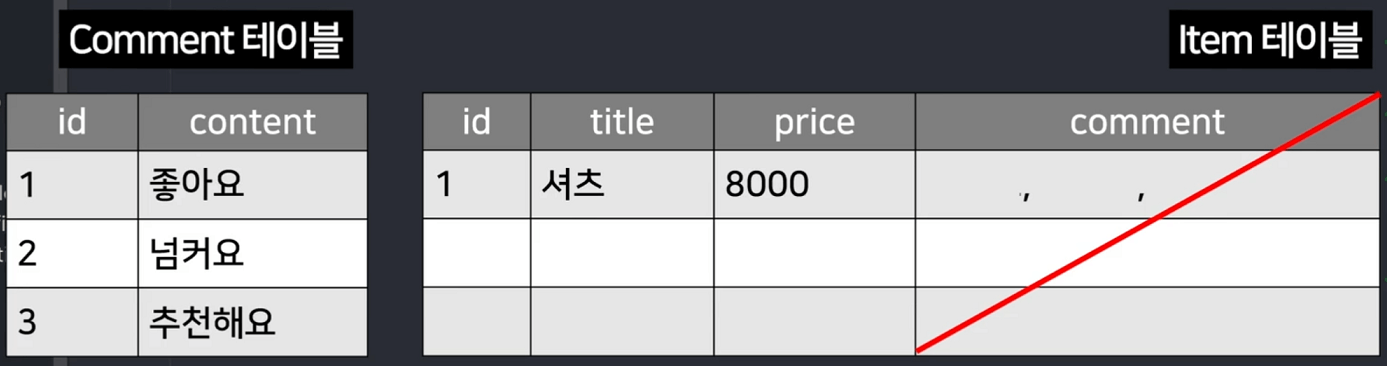 Comment 테이블
Item 테이블
id content
1 좋아요
2 넘커요
3 추천해요
id title price comment
1 셔츠 8000 , ,